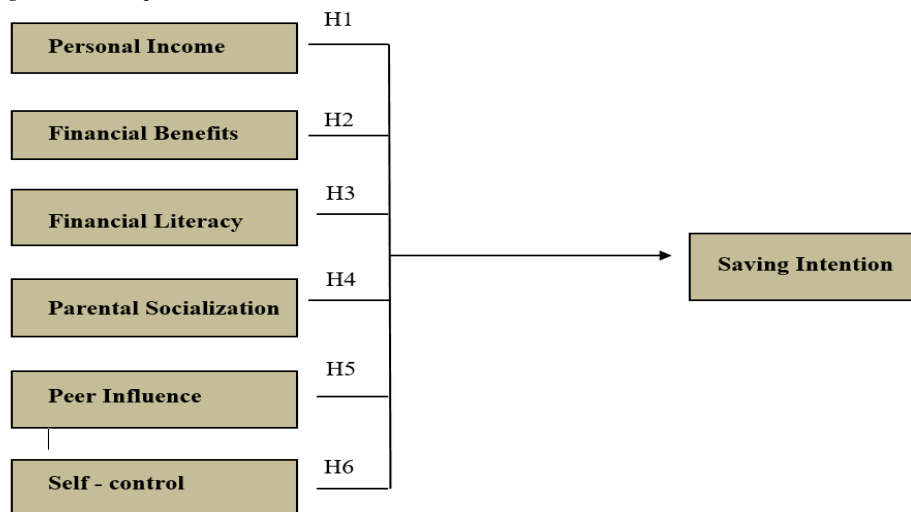 H1
Personal Income
H2
Financial Benefits
H3
Financial Literacy
H4
Parental Socialization
Saving Intention
H5
Peer Influence
H6
Self - control